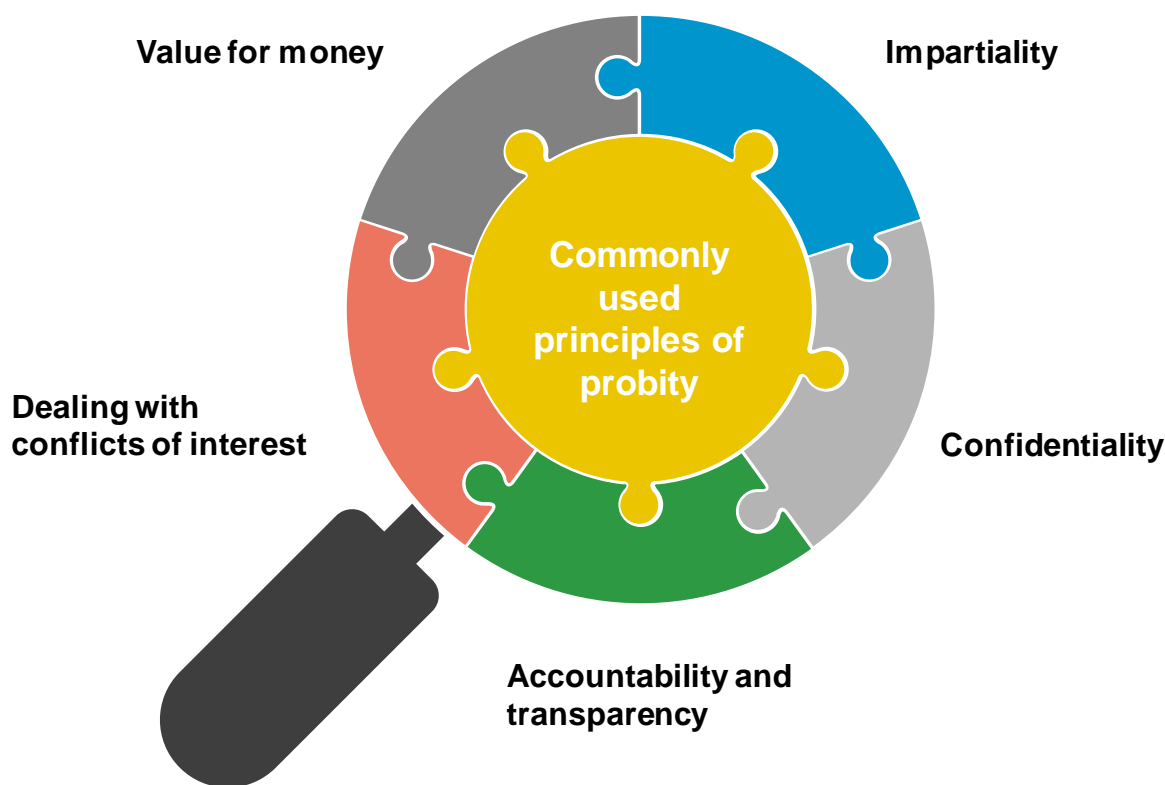 Value for money
Impartiality
Commonly
used
principles of
probity
Dealing with
conflicts of interest
Confidentiality
Accountability and
transparency